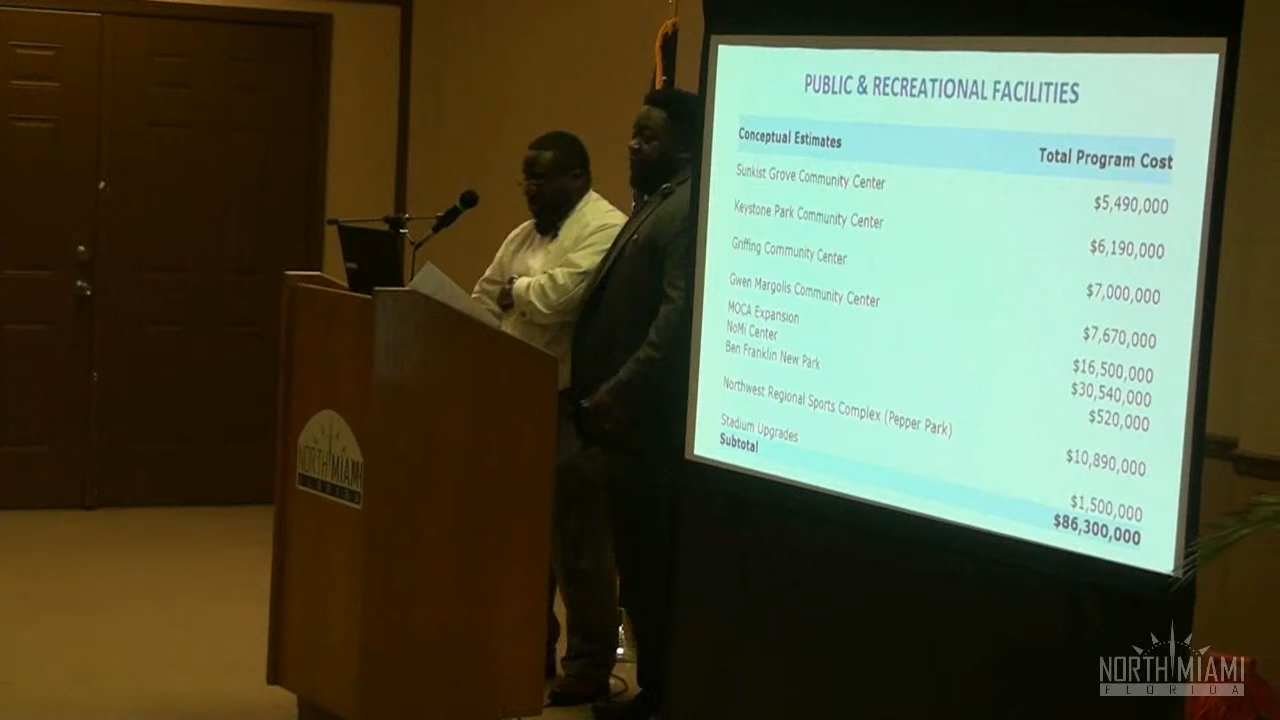 PUBLIC & RECREATIONAL FACILITIES
Conceptual Estimates Total Program Cost
Sunkist Grove Community Center $5,490,000
Keystone Park Community Center $6,190,000
Griffing Community Center $7,000,000
Gwen Margolis Community Center $7,670,000
MOCA Expansion $16,500,000
NoMi Center $30,540,000
Ben Franklin New Park $520,000
Northwest Regional Sports Complex (Pepper Park) $10,890,000
Stadium Upgrades $1,500,000
Subtotal $86,300,000
NORTH MIAMI
FLORIDA
NORTH MIAMI
FLORIDA